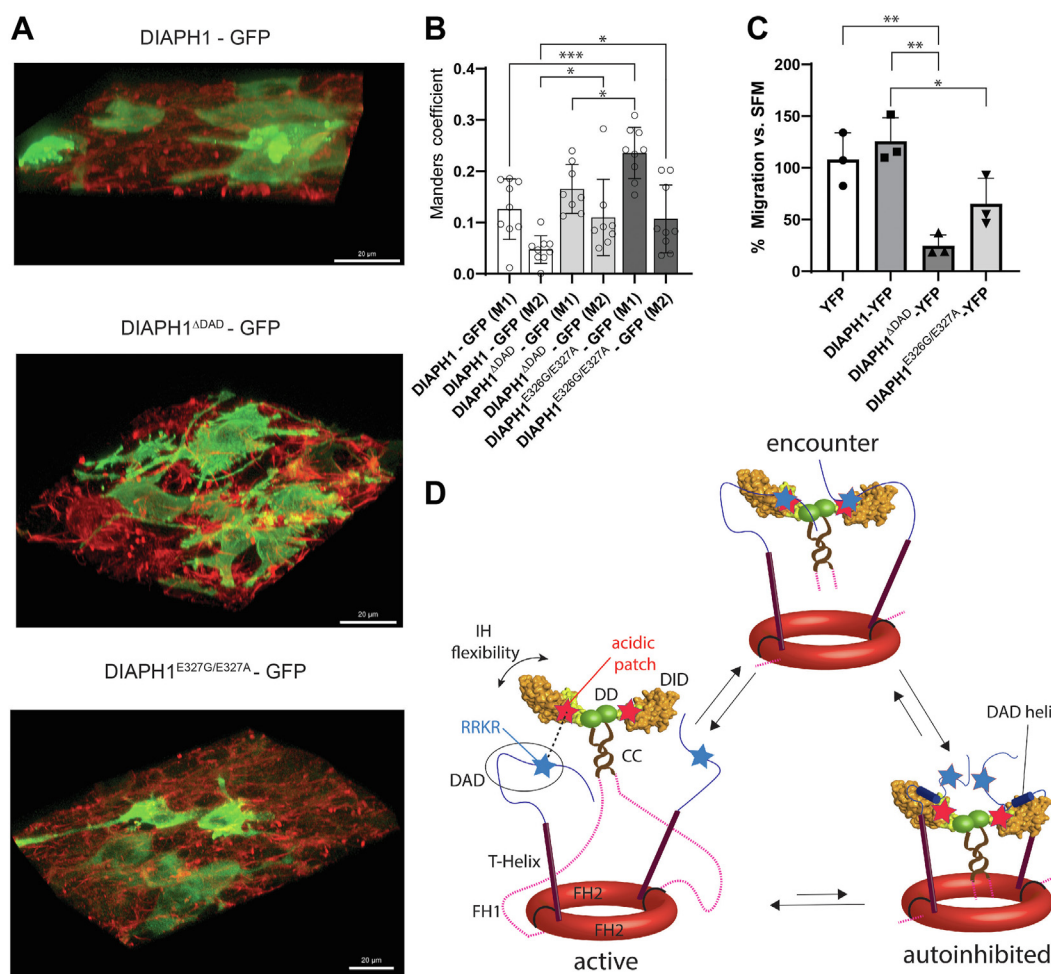 A
DIAPH1 - GFP
20 µm
DIAPH1ΔDAD - GFP
20 µm
DIAPH1E327G/E327A - GFP
20 µm
B
*
***
*
*
Manders coefficient
0.4
0.3
0.2
0.1
0.0
DIAPH1 - GFP (M1)
DIAPH1 - GFP (M2)
DIAPH1ΔDAD - GFP (M1)
DIAPH1ΔDAD - GFP (M2)
DIAPH1E326G/E327A - GFP (M1)
DIAPH1E326G/E327A - GFP (M2)
C
**
**
*
% Migration vs. SFM
200
150
100
50
0
YFP
DIAPH1-YFP
DIAPH1ΔDAD-YFP
DIAPH1E326G/E327A-YFP
D
encounter
IH
flexibility
acidic
patch
DD
DID
RRKR
DAD
CC
T-Helix
FH1
FH2
FH2
active
DAD heli
autoinhibited